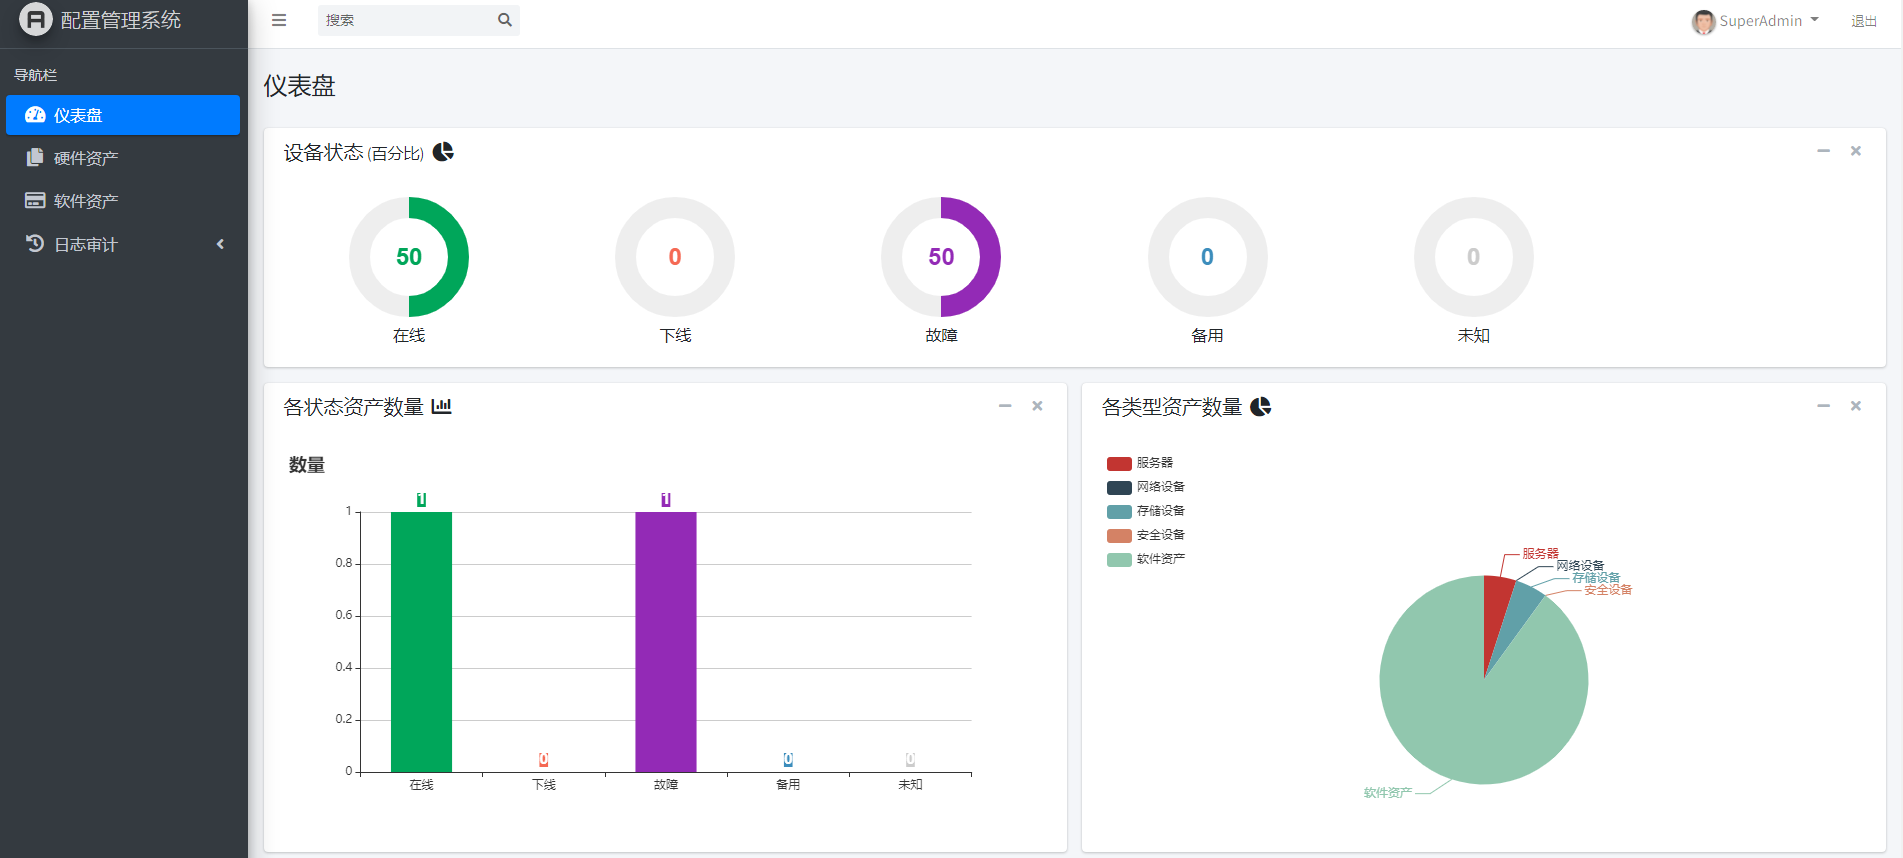 配置管理系统
搜索
SuperAdmin
退出
导航栏
仪表盘
硬件资产
软件资产
日志审计
仪表盘
设备状态 (百分比)
50
0
50
0
0
在线
下线
故障
备用
未知
各状态资产数量
数量
1
0.8
0.6
0.4
0.2
0
1
0
1
0
0
在线
下线
故障
备用
未知
各类型资产数量
服务器
网络设备
存储设备
安全设备
软件资产
服务器
网络设备
存储设备
安全设备
软件资产